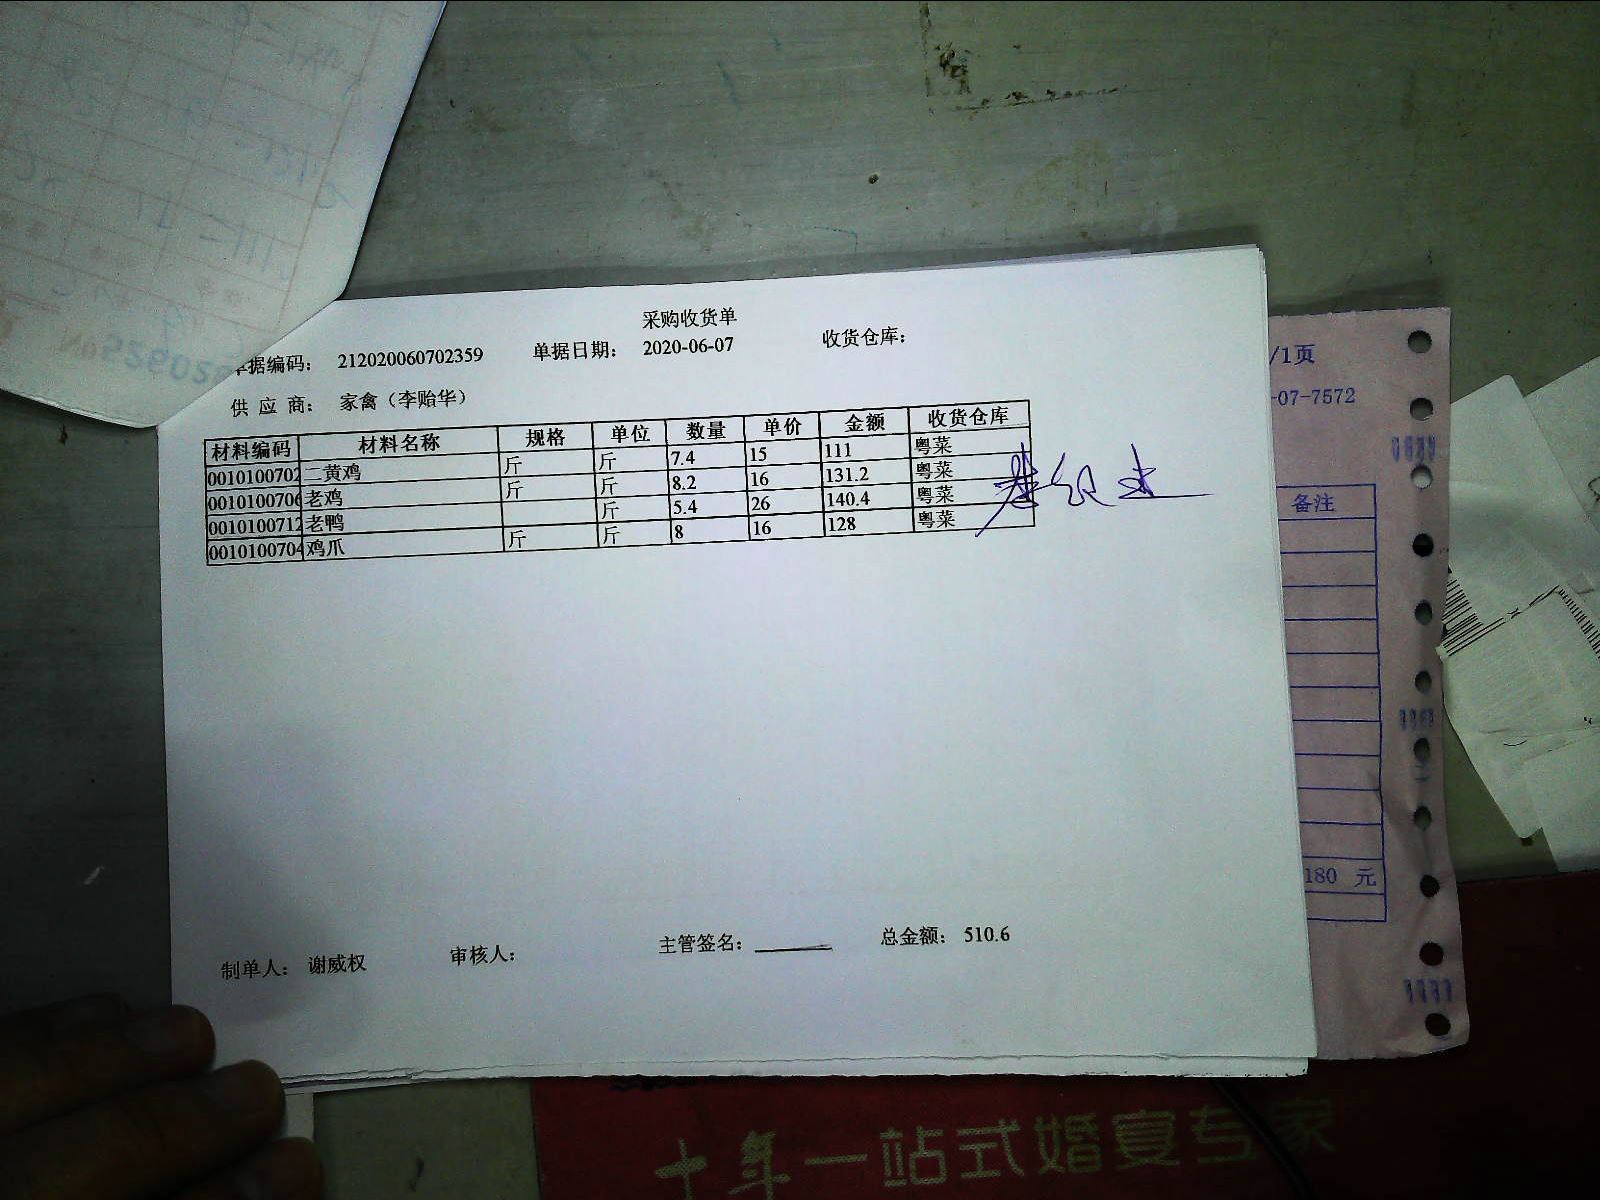 采购收货单
单据编码: 212020060702359 单据日期: 2020-06-07 收货仓库:
供 应 商: 家禽（李贻华）
材料编码 材料名称 规格 单位 数量 单价 金额 收货仓库
0010100702 二黄鸡 斤 斤 7.4 15 111 粤菜
0010100706 老鸡 斤 斤 8.2 16 131.2 粤菜
0010100712 老鸭 斤 5.4 26 140.4 粤菜
0010100704 鸡爪 斤 斤 8 16 128 粤菜
制单人: 谢威权 审核人: 主管签名: 总金额: 510.6
/1页
-07-7572
备注
180 元
十年一站式婚宴专家